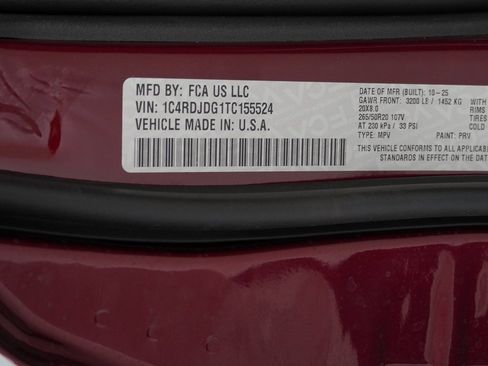 MFD BY: FCA US LLC
VIN: 1C4RDJDG1TC155524
VEHICLE MADE IN: U.S.A.
DATE OF MFR (BUILT): 10-25
GAWR FRONT: 3200 LB / 1452 KG WITH
20X8.0 RIMS
265/50R20 107V TIRES
AT 230 kPa / 33 PSI COLD
TYPE: MPV PAINT: PRV
THIS VEHICLE CONFORMS TO ALL APPLICABLE
STANDARDS IN EFFECT ON THE DA